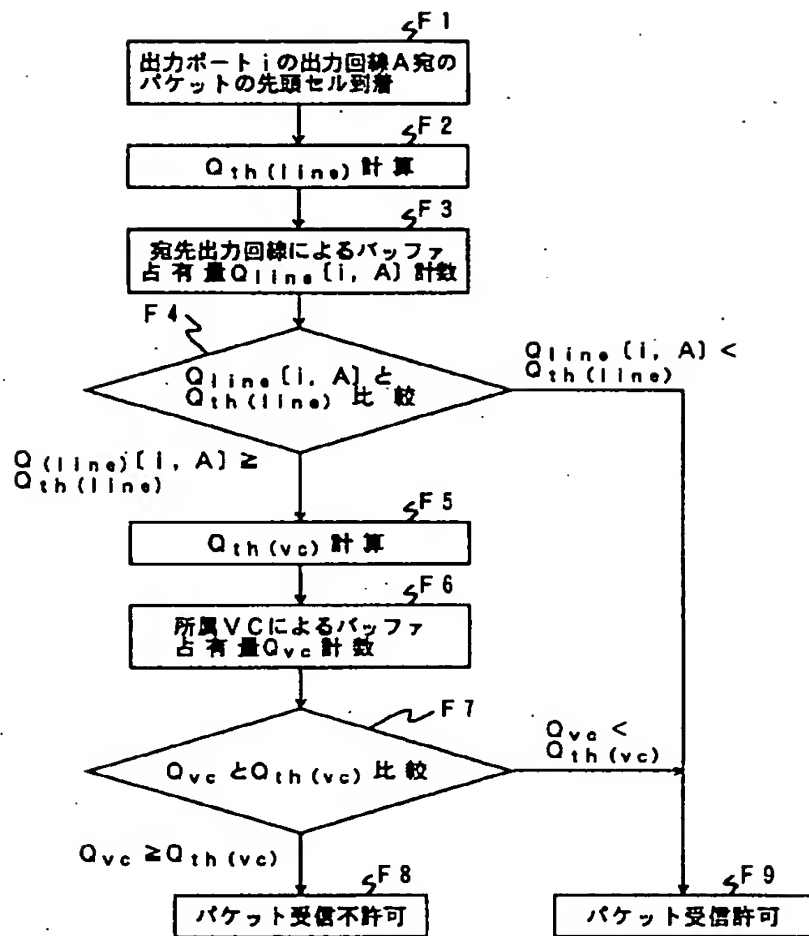 F1
出力ポートiの出力回線A宛の
パケットの先頭セル到着
F2
Qth(line) 計算
F3
宛先出力回線によるバッファ
占有量Qline[i, A]計数
F4
Qline[i, A]と
Qth(line) 比較
Qline[i, A]<
Qth(line)
Q(line)[i, A]≥
Qth(line)
F5
Qth(vc) 計算
F6
所属VCによるバッファ
占有量Qvc計数
F7
QvcとQth(vc) 比較
Qvc<
Qth(vc)
Qvc≥Qth(vc)
F8
パケット受信不許可
F9
パケット受信許可